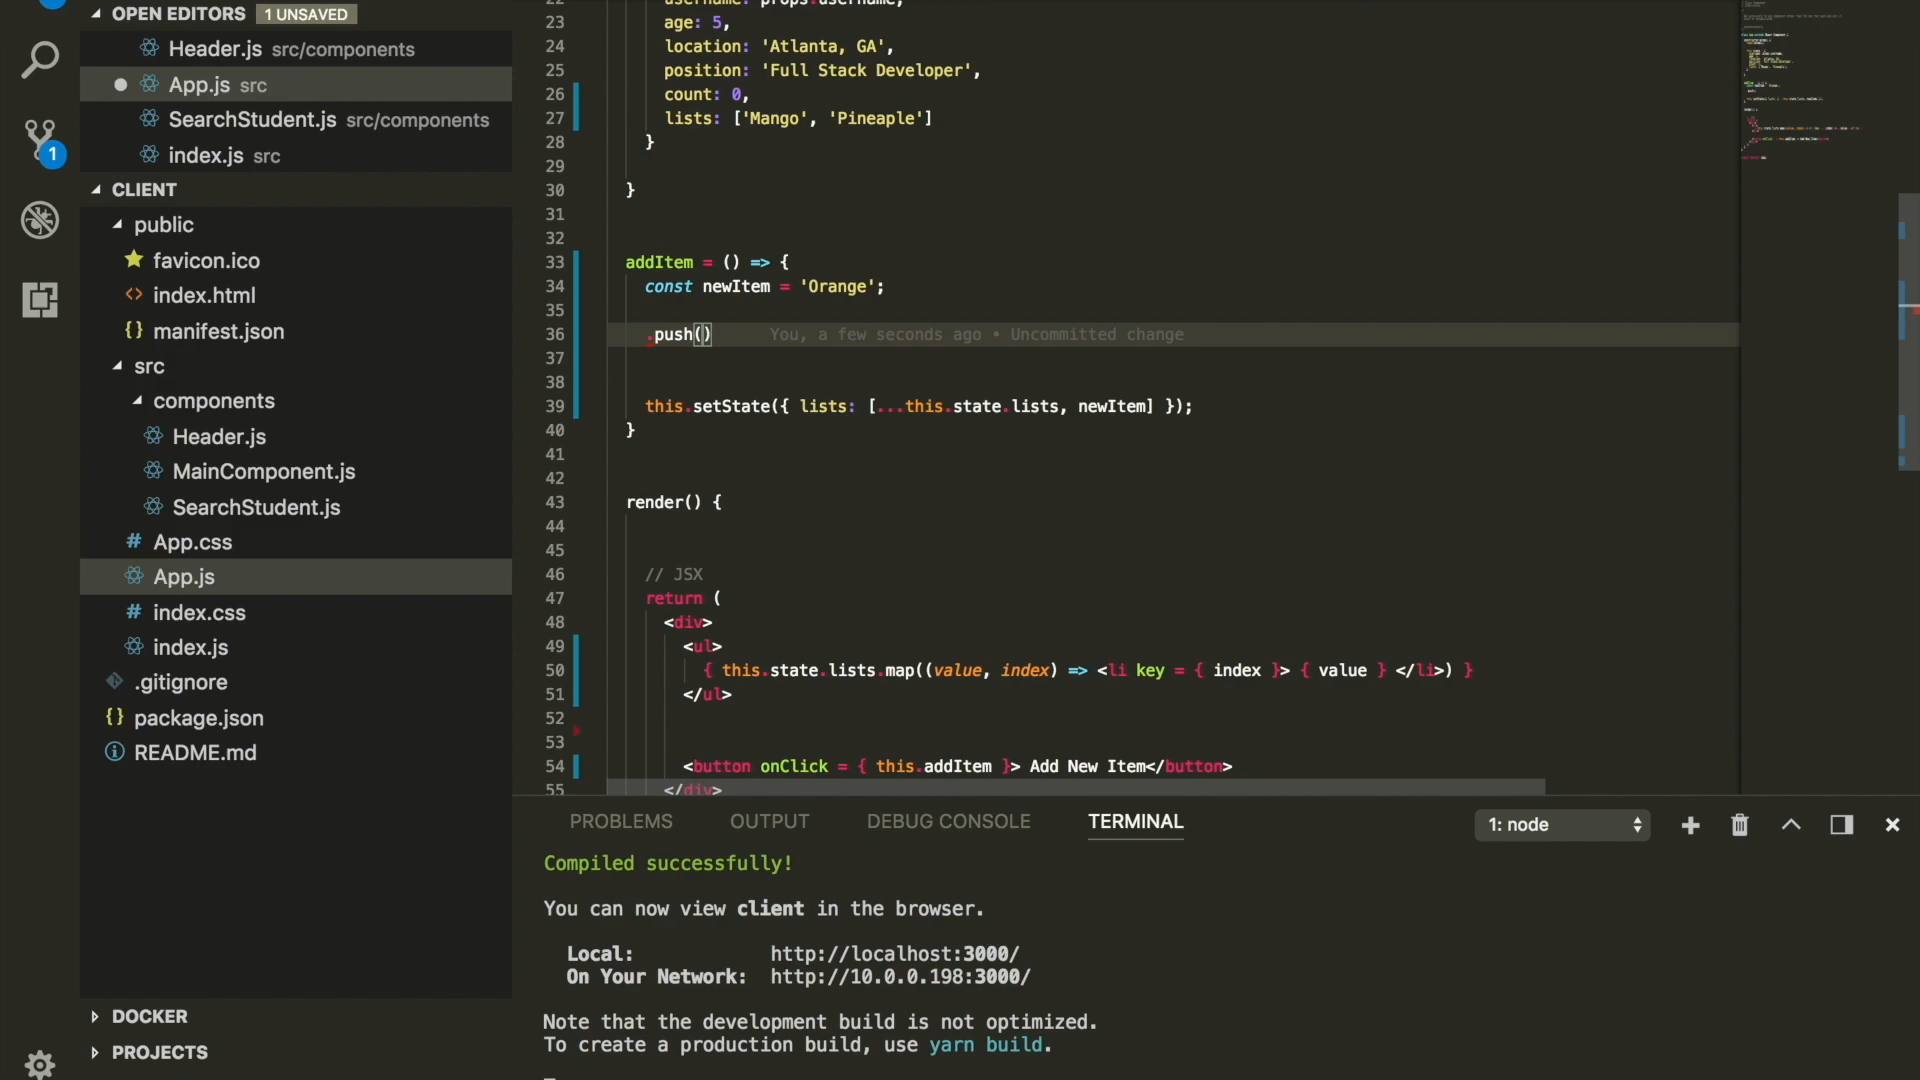 OPEN EDITORS 1 UNSAVED
Header.js src/components
App.js src
SearchStudent.js src/components
index.js src
1
CLIENT
public
favicon.ico
<> index.html
{} manifest.json
src
components
Header.js
MainComponent.js
SearchStudent.js
# App.css
App.js
# index.css
index.js
.gitignore
{} package.json
README.md
DOCKER
PROJECTS
22 username: props.username,
23 age: 5,
24 location: 'Atlanta, GA',
25 position: 'Full Stack Developer',
26 count: 0,
27 lists: ['Mango', 'Pineaple']
28 }
29
30 }
31
32
33 addItem = () => {
34 const newItem = 'Orange';
35
36 .push() You, a few seconds ago • Uncommitted change
37
38
39 this.setState({ lists: [...this.state.lists, newItem] });
40 }
41
42
43 render() {
44
45
46 // JSX
47 return (
48 <div>
49 <ul>
50 { this.state.lists.map((value, index) => <li key = { index }> { value } </li>) }
51 </ul>
52
53
54 <button onClick = { this.addItem }> Add New Item</button>
55 </div>
PROBLEMS OUTPUT DEBUG CONSOLE TERMINAL 1: node
Compiled successfully!
You can now view client in the browser.
Local: http://localhost:3000/
On Your Network: http://10.0.0.198:3000/
Note that the development build is not optimized.
To create a production build, use yarn build.